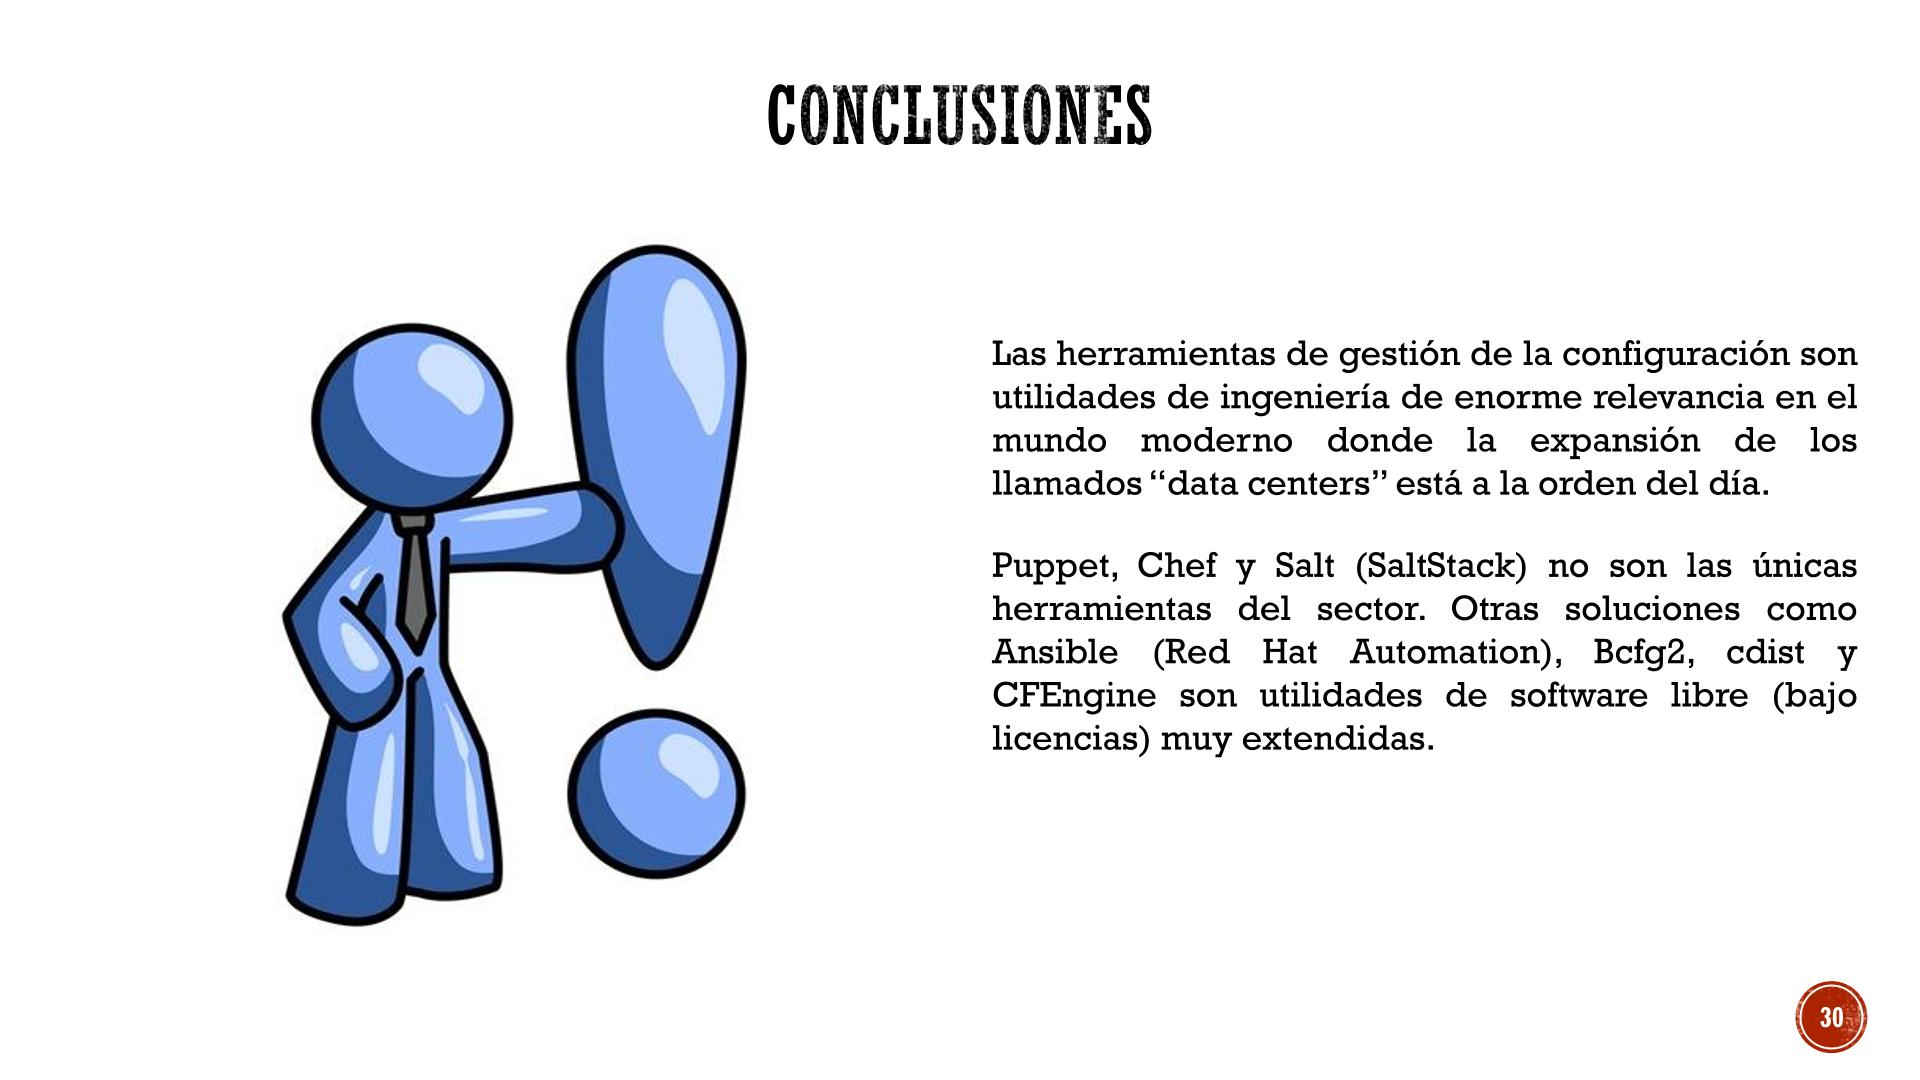 CONCLUSIONES
Las herramientas de gestión de la configuración son
utilidades de ingeniería de enorme relevancia en el
mundo moderno donde la expansión de los
llamados “data centers” está a la orden del día.
Puppet, Chef y Salt (SaltStack) no son las únicas
herramientas del sector. Otras soluciones como
Ansible (Red Hat Automation), Bcfg2, cdist y
CFEngine son utilidades de software libre (bajo
licencias) muy extendidas.
30